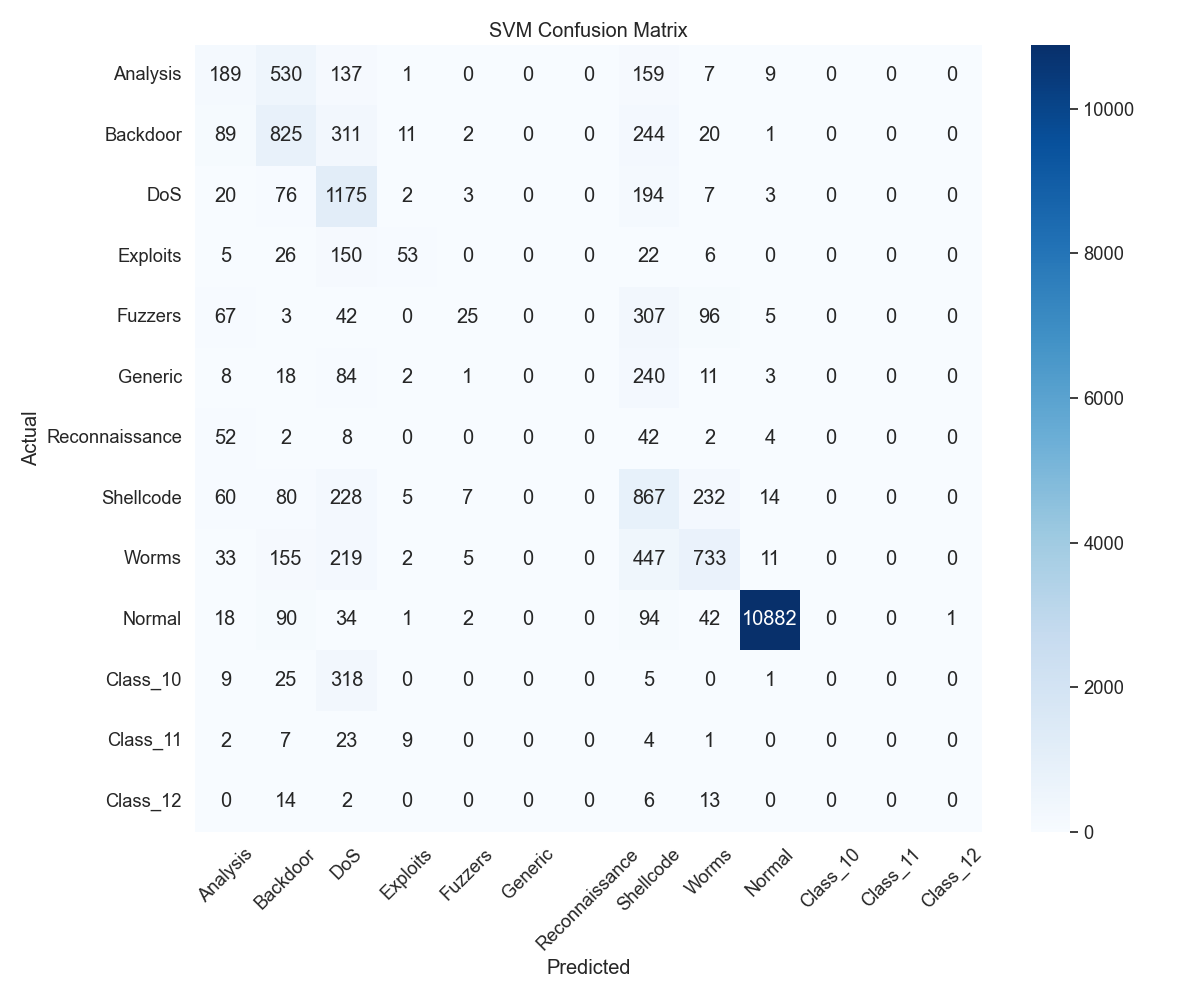 SVM Confusion Matrix
Analysis 189 530 137 1 0 0 0 159 7 9 0 0 0
Backdoor 89 825 311 11 2 0 0 244 20 1 0 0 0
DoS 20 76 1175 2 3 0 0 194 7 3 0 0 0
Exploits 5 26 150 53 0 0 0 22 6 0 0 0 0
Fuzzers 67 3 42 0 25 0 0 307 96 5 0 0 0
Generic 8 18 84 2 1 0 0 240 11 3 0 0 0
Reconnaissance 52 2 8 0 0 0 0 42 2 4 0 0 0
Shellcode 60 80 228 5 7 0 0 867 232 14 0 0 0
Worms 33 155 219 2 5 0 0 447 733 11 0 0 0
Normal 18 90 34 1 2 0 0 94 42 10882 0 0 1
Class_10 9 25 318 0 0 0 0 5 0 1 0 0 0
Class_11 2 7 23 9 0 0 0 4 1 0 0 0 0
Class_12 0 14 2 0 0 0 0 6 13 0 0 0 0
Analysis Backdoor DoS Exploits Fuzzers Generic Reconnaissance Shellcode Worms Normal Class_10 Class_11 Class_12
Predicted
Actual
10000
8000
6000
4000
2000
0